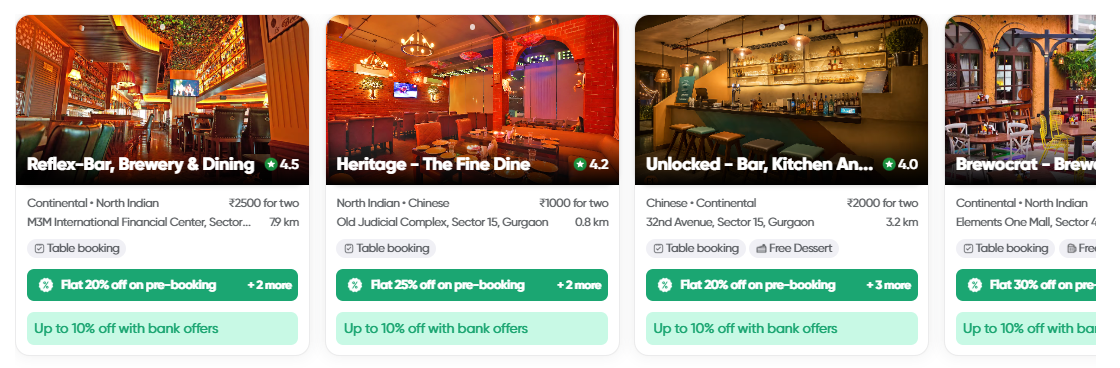 Reflex-Bar, Brewery & Dining 4.5
Continental • North Indian ₹2500 for two
M3M International Financial Center, Sector... 7.9 km
Table booking
Flat 20% off on pre-booking + 2 more
Up to 10% off with bank offers
Heritage - The Fine Dine 4.2
North Indian • Chinese ₹1000 for two
Old Judicial Complex, Sector 15, Gurgaon 0.8 km
Table booking
Flat 25% off on pre-booking + 2 more
Up to 10% off with bank offers
Unlocked - Bar, Kitchen An... 4.0
Chinese • Continental ₹2000 for two
32nd Avenue, Sector 15, Gurgaon 3.2 km
Table booking Free Dessert
Flat 20% off on pre-booking + 3 more
Up to 10% off with bank offers
Brewocrat - Brew
Continental • North Indian
Elements One Mall, Sector 4
Table booking
Flat 30% off on pre-
Up to 10% off with